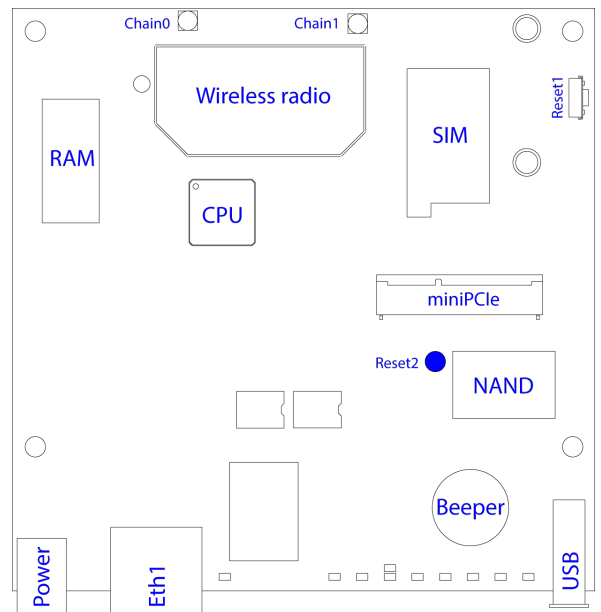 Chain0
Chain1
Wireless radio
Reset1
SIM
RAM
CPU
miniPCIe
Reset2
NAND
Beeper
Power
Eth1
USB